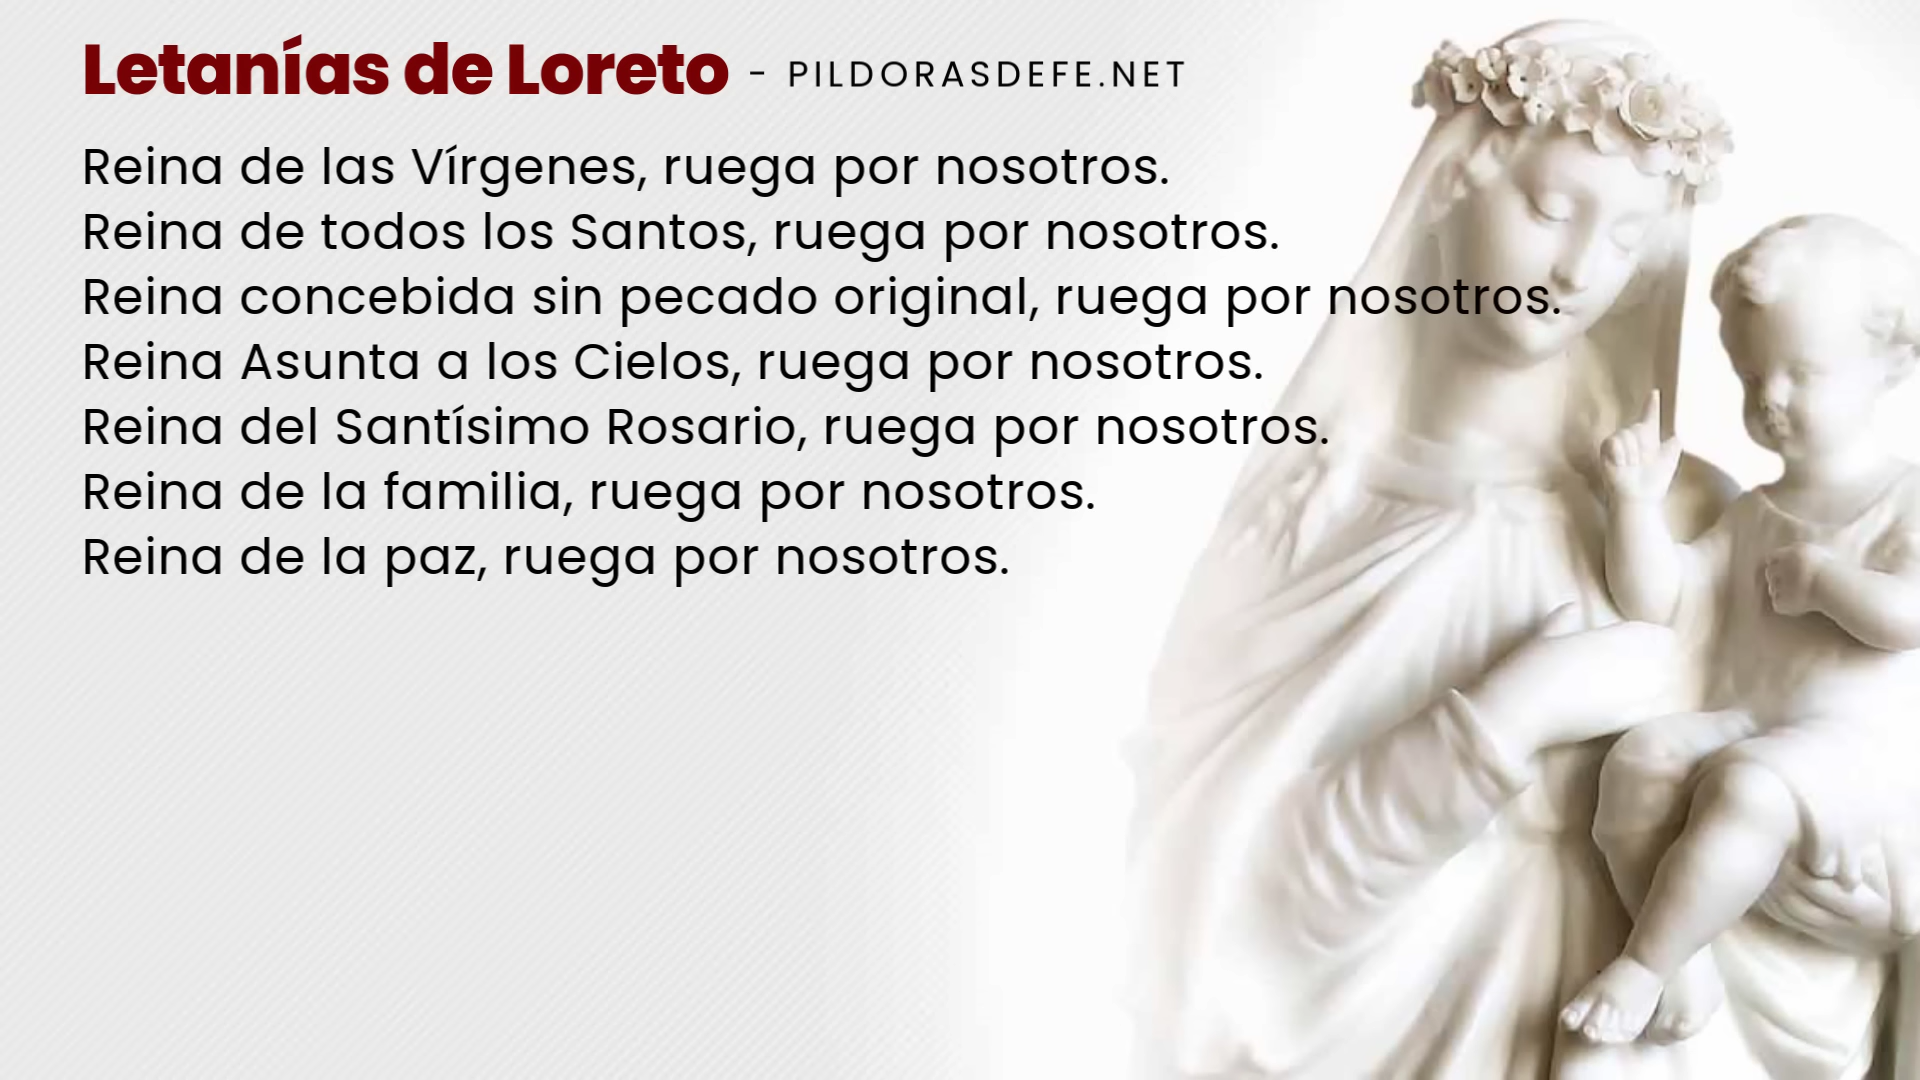 Letanías de Loreto - PILDORASDEFE.NET
Reina de las Vírgenes, ruega por nosotros.
Reina de todos los Santos, ruega por nosotros.
Reina concebida sin pecado original, ruega por nosotros.
Reina Asunta a los Cielos, ruega por nosotros.
Reina del Santísimo Rosario, ruega por nosotros.
Reina de la familia, ruega por nosotros.
Reina de la paz, ruega por nosotros.